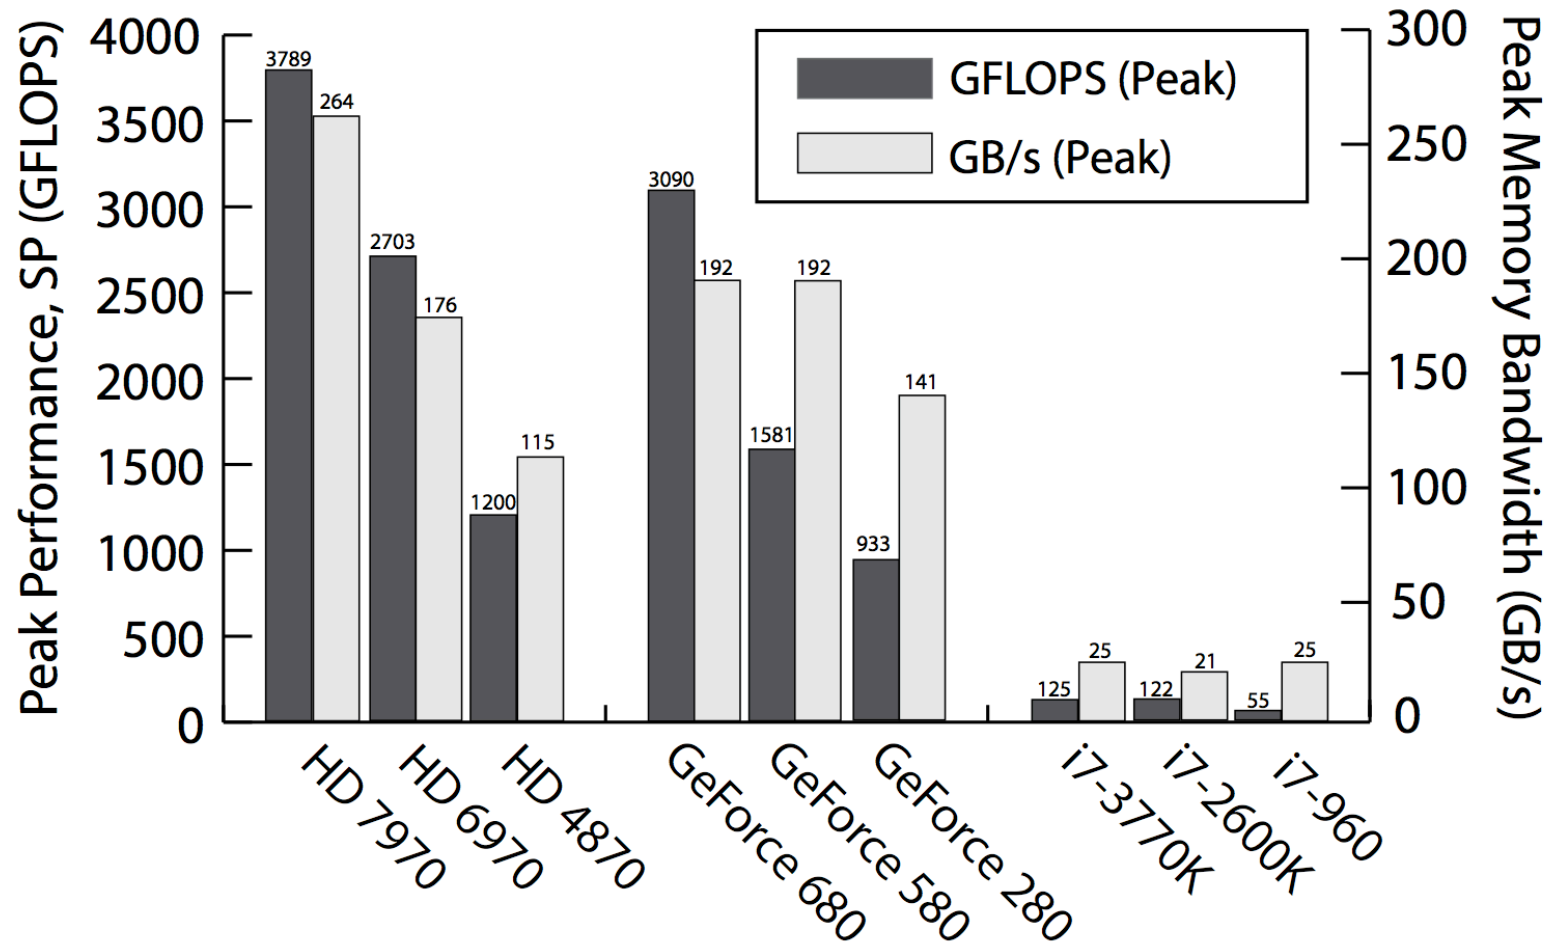 Peak Performance, SP (GFLOPS)
4000
3500
3000
2500
2000
1500
1000
500
0
GFLOPS (Peak)
GB/s (Peak)
3789
264
2703
176
1200
115
3090
192
1581
192
933
141
125
25
122
21
55
25
HD 7970
HD 6970
HD 4870
GeForce 680
GeForce 580
GeForce 280
i7-3770K
i7-2600K
i7-960
300
250
200
150
100
50
0
Peak Memory Bandwidth (GB/s)